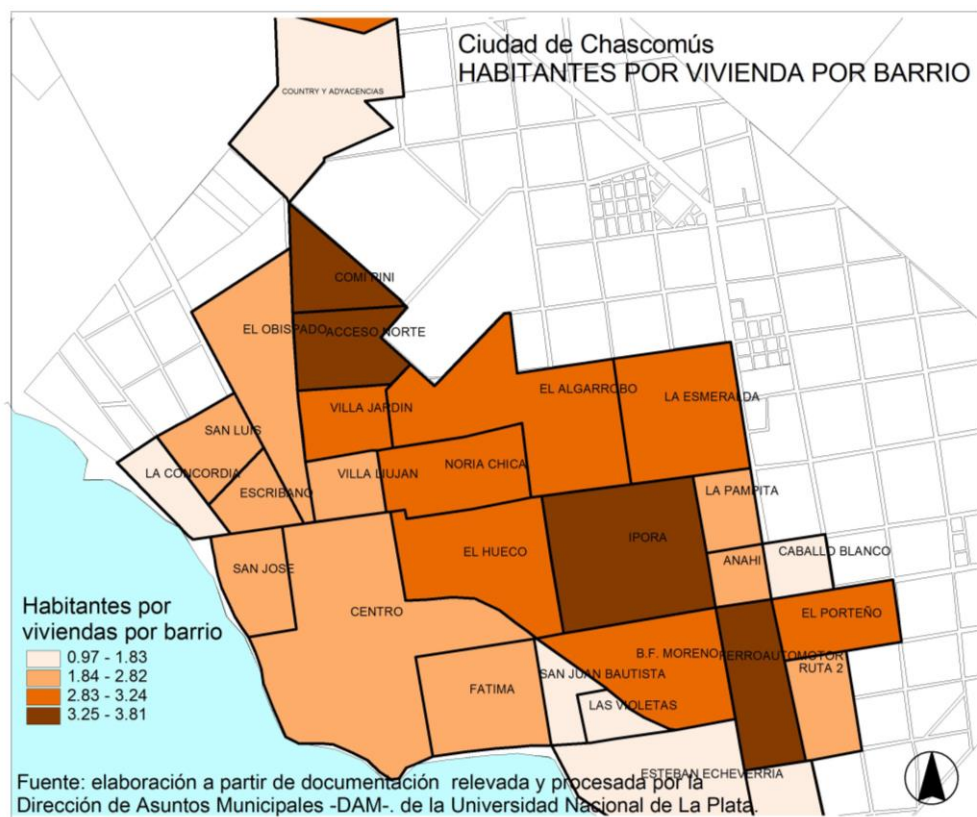 Ciudad de Chascomús
HABITANTES POR VIVIENDA POR BARRIO
COUNTRY Y ADYACENCIAS
COMI PINI
EL OBISPADO
ACCESO NORTE
EL ALGARROBO
LA ESMERALDA
VILLA JARDIN
SAN LUIS
NORIA CHICA
LA CONCORDIA
VILLA LIUJAN
ESCRIBANO
LA PAMPITA
IPORA
EL HUECO
CABALLO BLANCO
ANAHI
SAN JOSE
CENTRO
EL PORTEÑO
B.F. MORENO
FERROAUTOMOTOR
RUTA 2
SAN JUAN BAUTISTA
FATIMA
LAS VIOLETAS
ESTEBAN ECHEVERRIA
Habitantes por
viviendas por barrio
0.97 - 1.83
1.84 - 2.82
2.83 - 3.24
3.25 - 3.81
Fuente: elaboración a partir de documentación relevada y procesada por la
Dirección de Asuntos Municipales -DAM-. de la Universidad Nacional de La Plata.